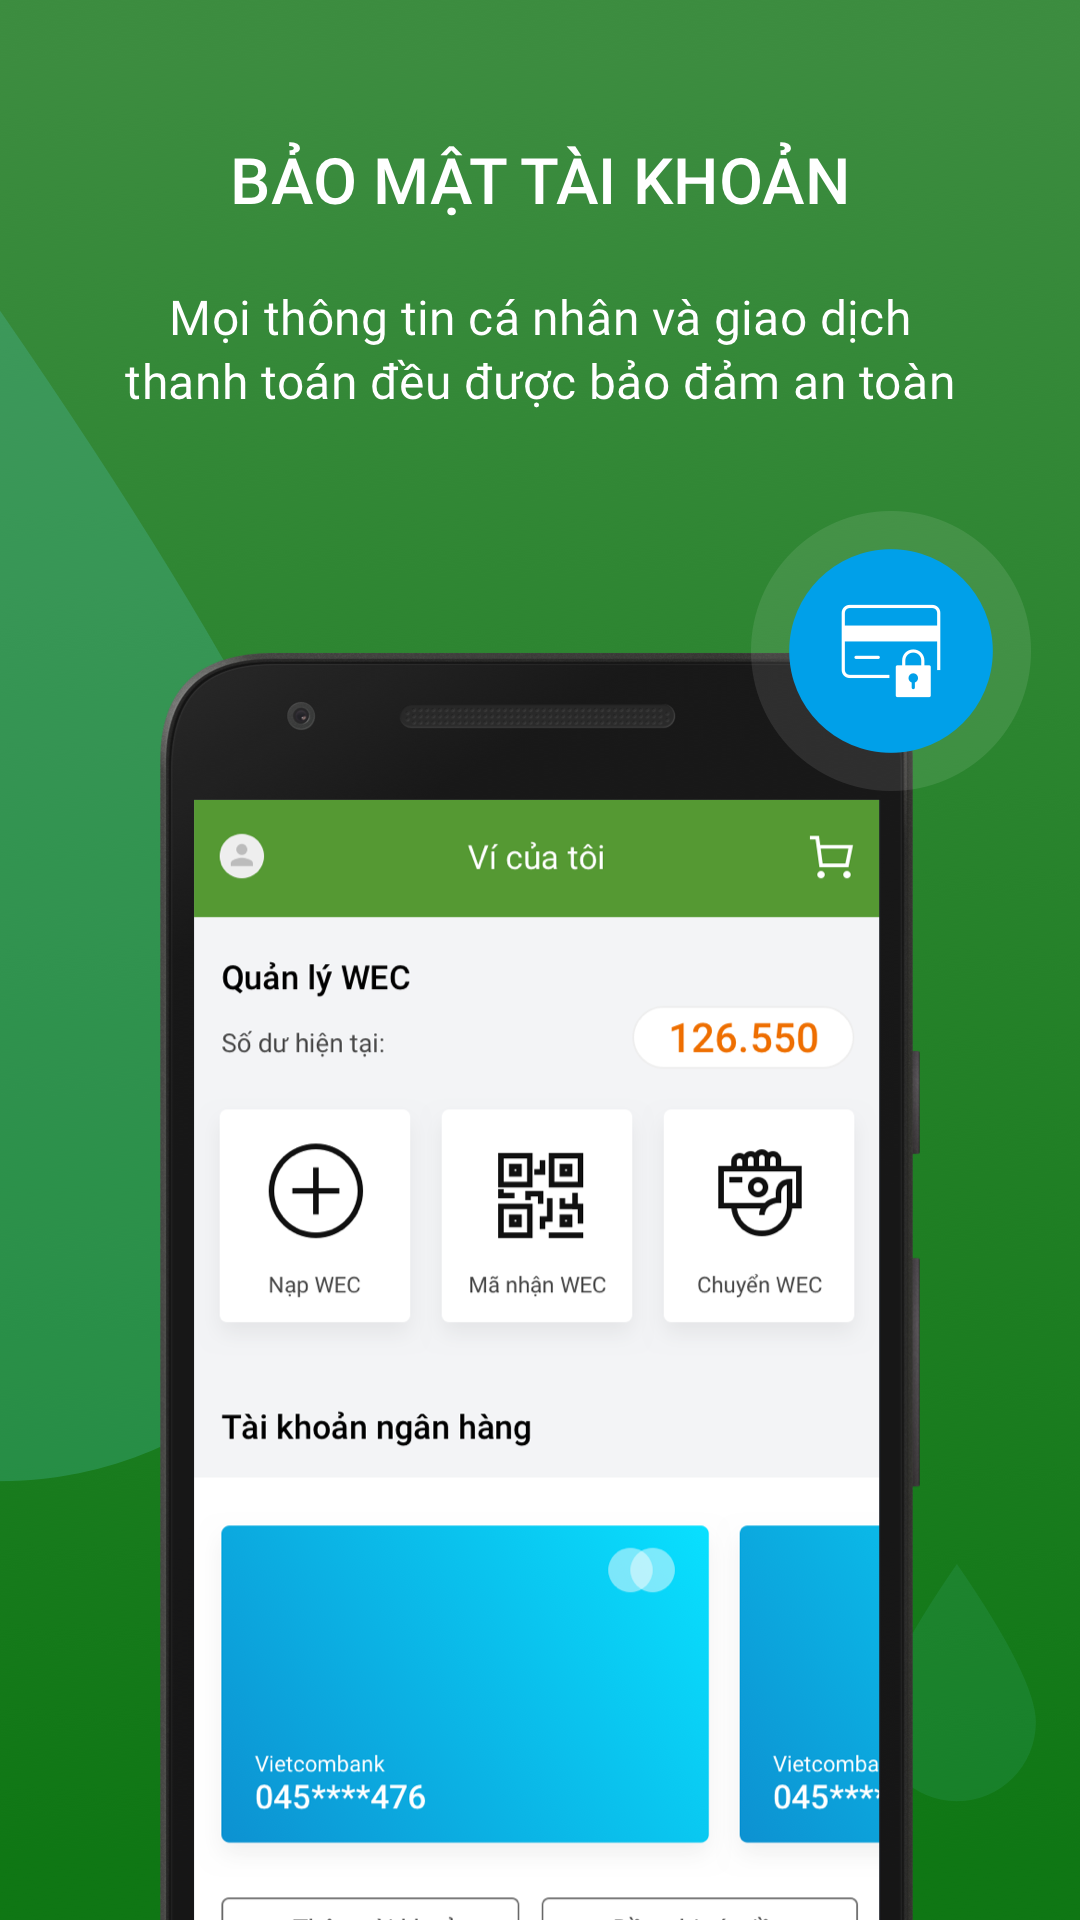 BẢO MẬT TÀI KHOẢN
Mọi thông tin cá nhân và giao dịch
thanh toán đều được bảo đảm an toàn
Ví của tôi
Quản lý WEC
Số dư hiện tại:
126.550
Nạp WEC
Mã nhận WEC
Chuyển WEC
Tài khoản ngân hàng
Vietcombank
045****476
Vietcomba
045****